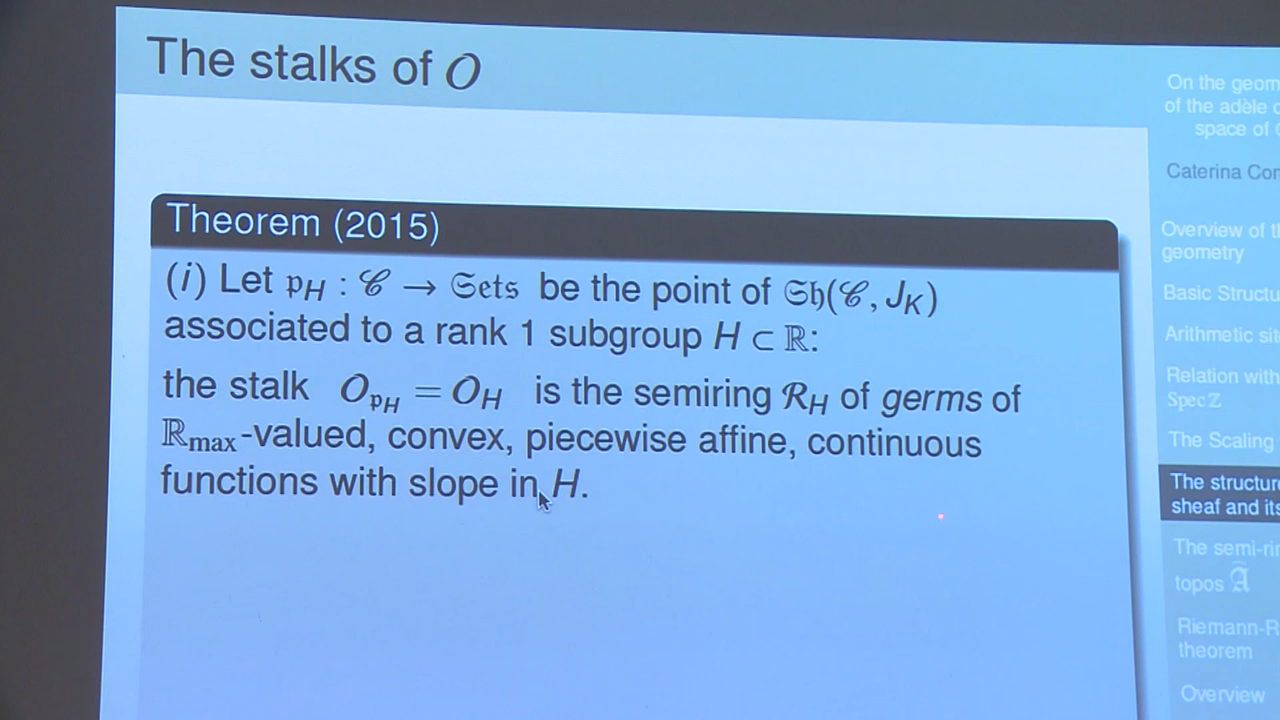 The stalks of 𝒪
Theorem (2015)
(i) Let 𝔭_H : 𝒞 → 𝔖ets be the point of 𝔖𝔥(𝒞, J_K)
associated to a rank 1 subgroup H ⊂ ℝ:
the stalk 𝒪_{𝔭_H} = 𝒪_H is the semiring ℛ_H of germs of
ℝ_max-valued, convex, piecewise affine, continuous
functions with slope in H.
On the geom
of the adèle
space of
Caterina Con
Overview of th
geometry
Basic Structu
Arithmetic sit
Relation with
Spec ℤ
The Scaling
The structure
sheaf and its
The semi-rin
topos
Riemann-R
theorem
Overview